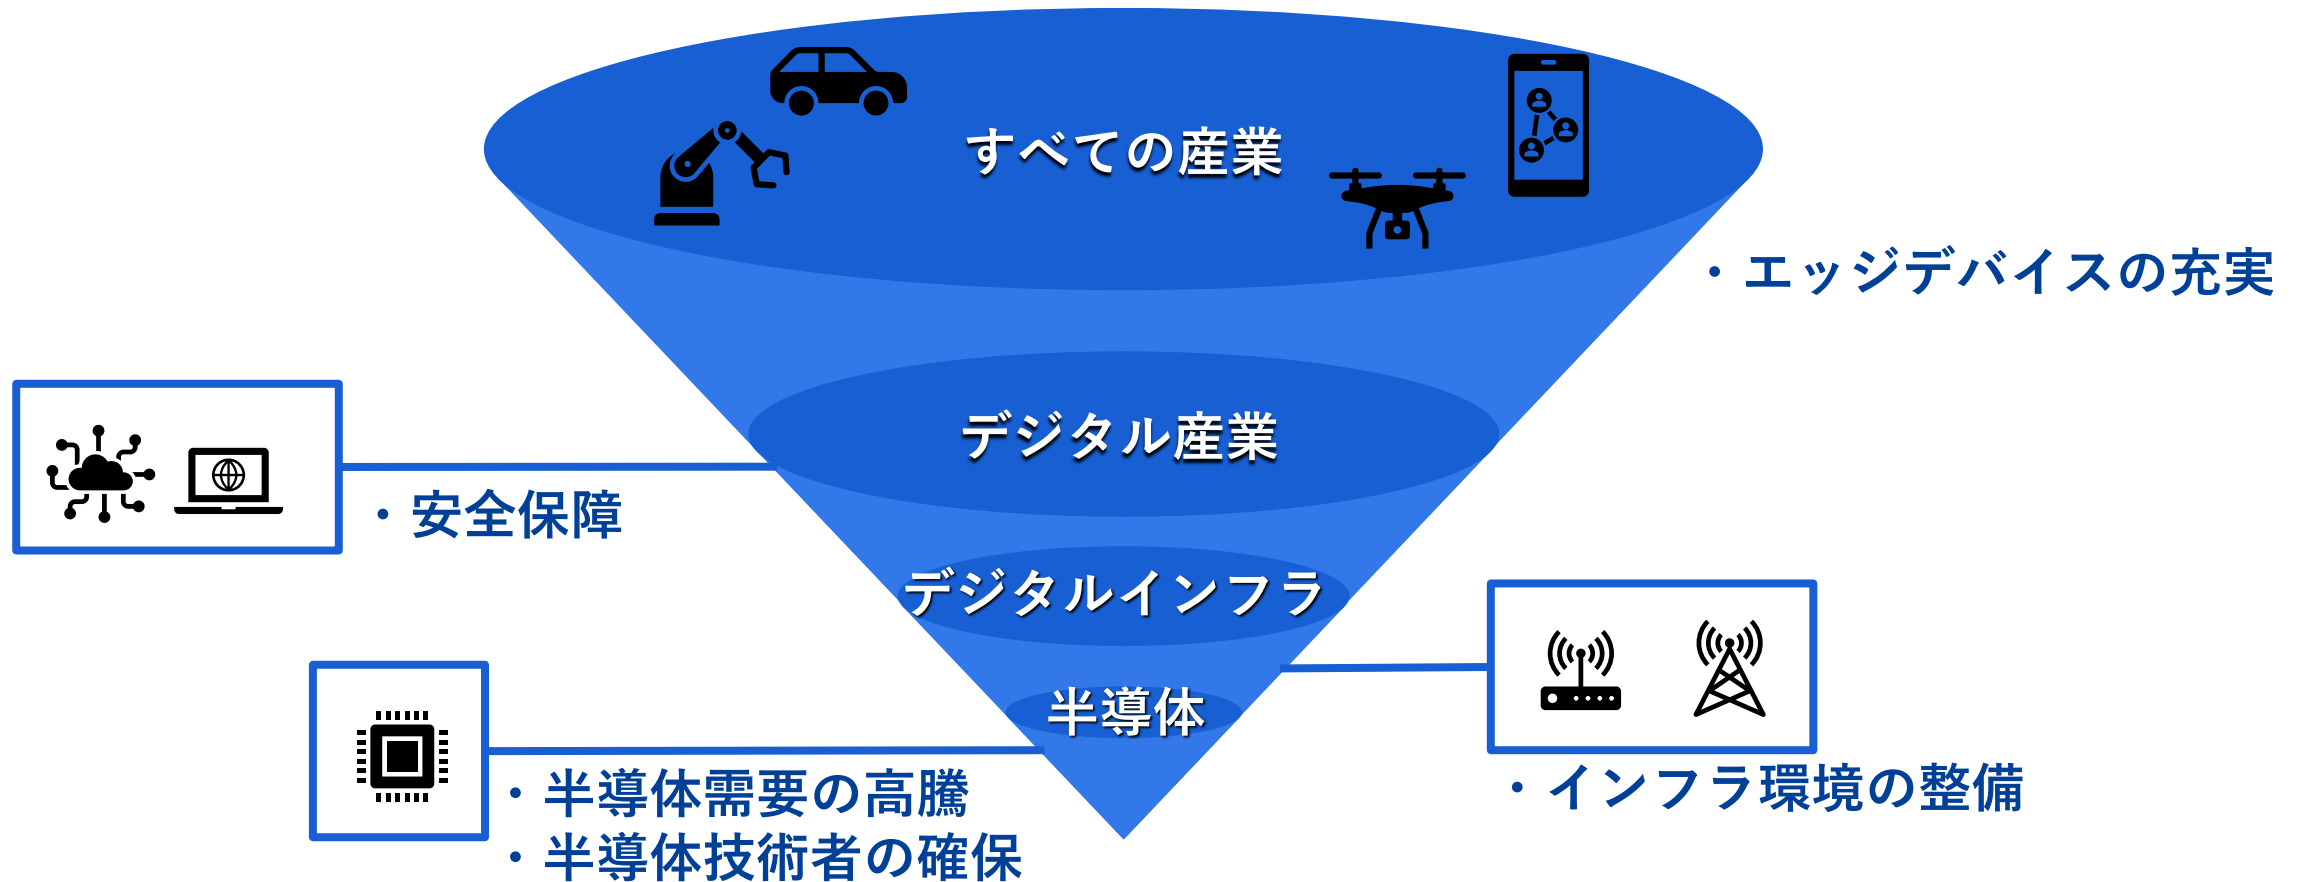 すべての産業
・エッジデバイスの充実
デジタル産業
・安全保障
デジタルインフラ
半導体
・インフラ環境の整備
・半導体需要の高騰
・半導体技術者の確保